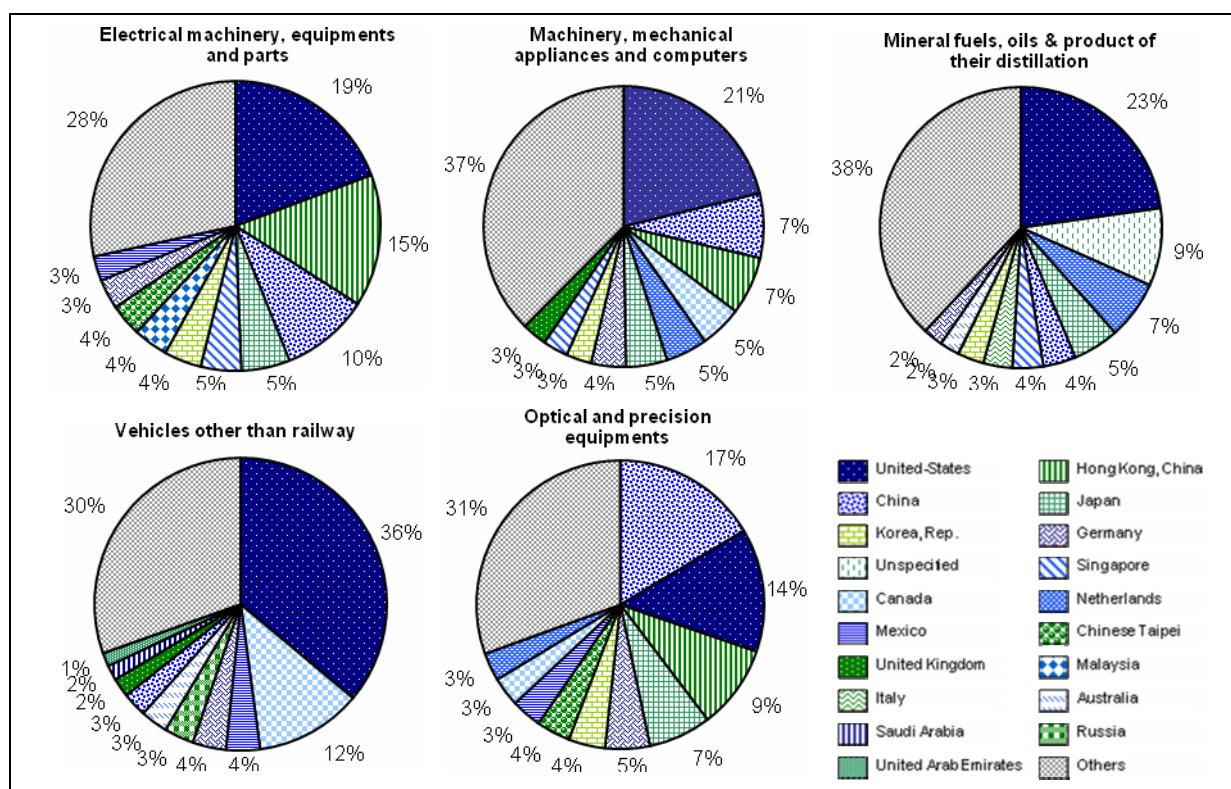 Electrical machinery, equipments
and parts
19%
15%
10%
5%
5%
4%
4%
4%
3%
3%
28%
Machinery, mechanical
appliances and computers
21%
7%
7%
5%
5%
5%
4%
3%
3%
3%
37%
Mineral fuels, oils & product of
their distillation
23%
9%
7%
5%
4%
4%
3%
3%
2%
2%
38%
Vehicles other than railway
36%
12%
4%
4%
3%
3%
3%
2%
2%
1%
30%
Optical and precision
equipments
17%
14%
9%
7%
5%
4%
4%
3%
3%
3%
31%
United-States
Hong Kong, China
China
Japan
Korea, Rep.
Germany
Unspecified
Singapore
Canada
Netherlands
Mexico
Chinese Taipei
United Kingdom
Malaysia
Italy
Australia
Saudi Arabia
Russia
United Arab Emirates
Others